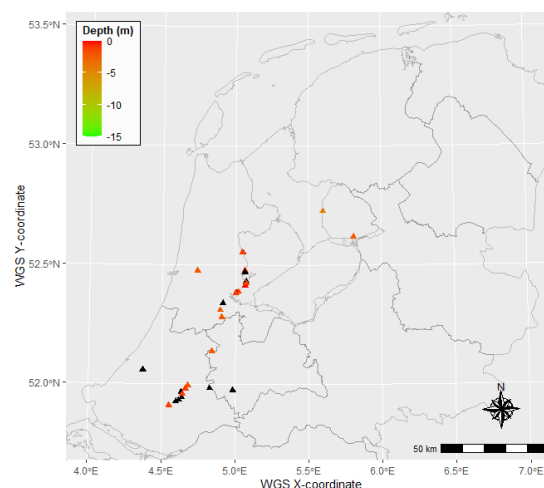 53.5°N
53.0°N
52.5°N
52.0°N
WGS Y-coordinate
Depth (m)
0
-5
-10
-15
N
50 km
4.0°E 4.5°E 5.0°E 5.5°E 6.0°E 6.5°E 7.0°E
WGS X-coordinate